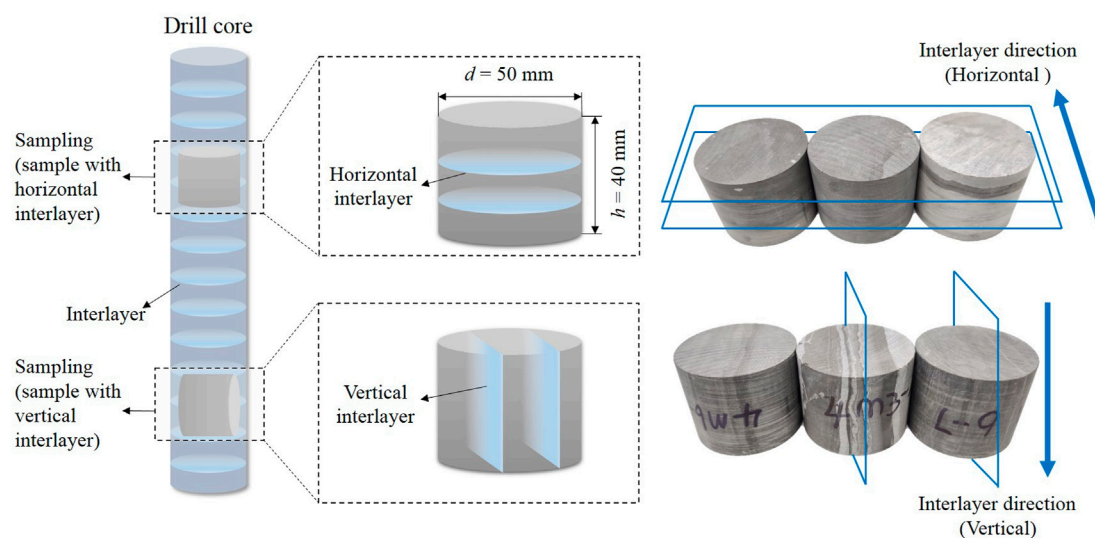 Drill core
Sampling
(sample with
horizontal
interlayer)
Interlayer
Sampling
(sample with
vertical
interlayer)
d = 50 mm
Horizontal
interlayer
h = 40 mm
Vertical
interlayer
Interlayer direction
(Horizontal )
4M3-
L-9
Interlayer direction
(Vertical)